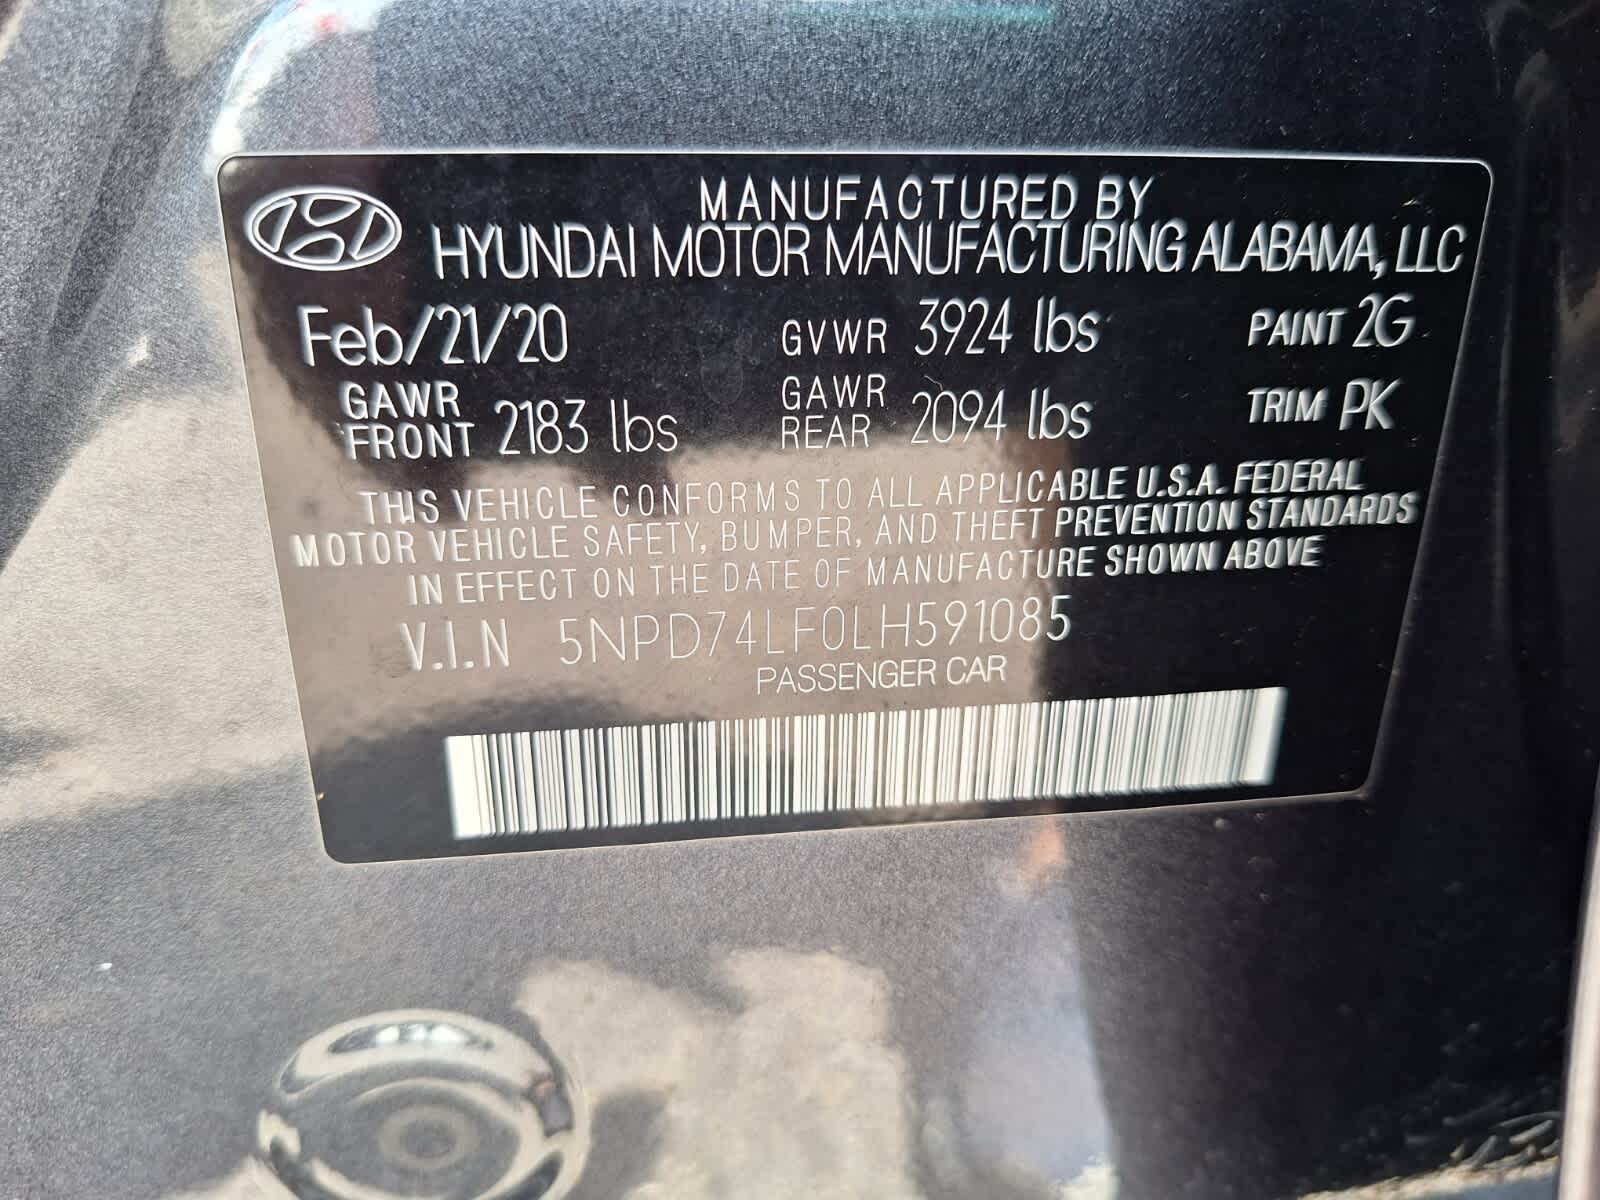 MANUFACTURED BY
HYUNDAI MOTOR MANUFACTURING ALABAMA, LLC
Feb/21/20 GVWR 3924 lbs PAINT 2G
GAWR FRONT 2183 lbs GAWR REAR 2094 lbs TRIM PK
THIS VEHICLE CONFORMS TO ALL APPLICABLE U.S.A. FEDERAL
MOTOR VEHICLE SAFETY, BUMPER, AND THEFT PREVENTION STANDARDS
IN EFFECT ON THE DATE OF MANUFACTURE SHOWN ABOVE
V.I.N 5NPD74LF0LH591085
PASSENGER CAR